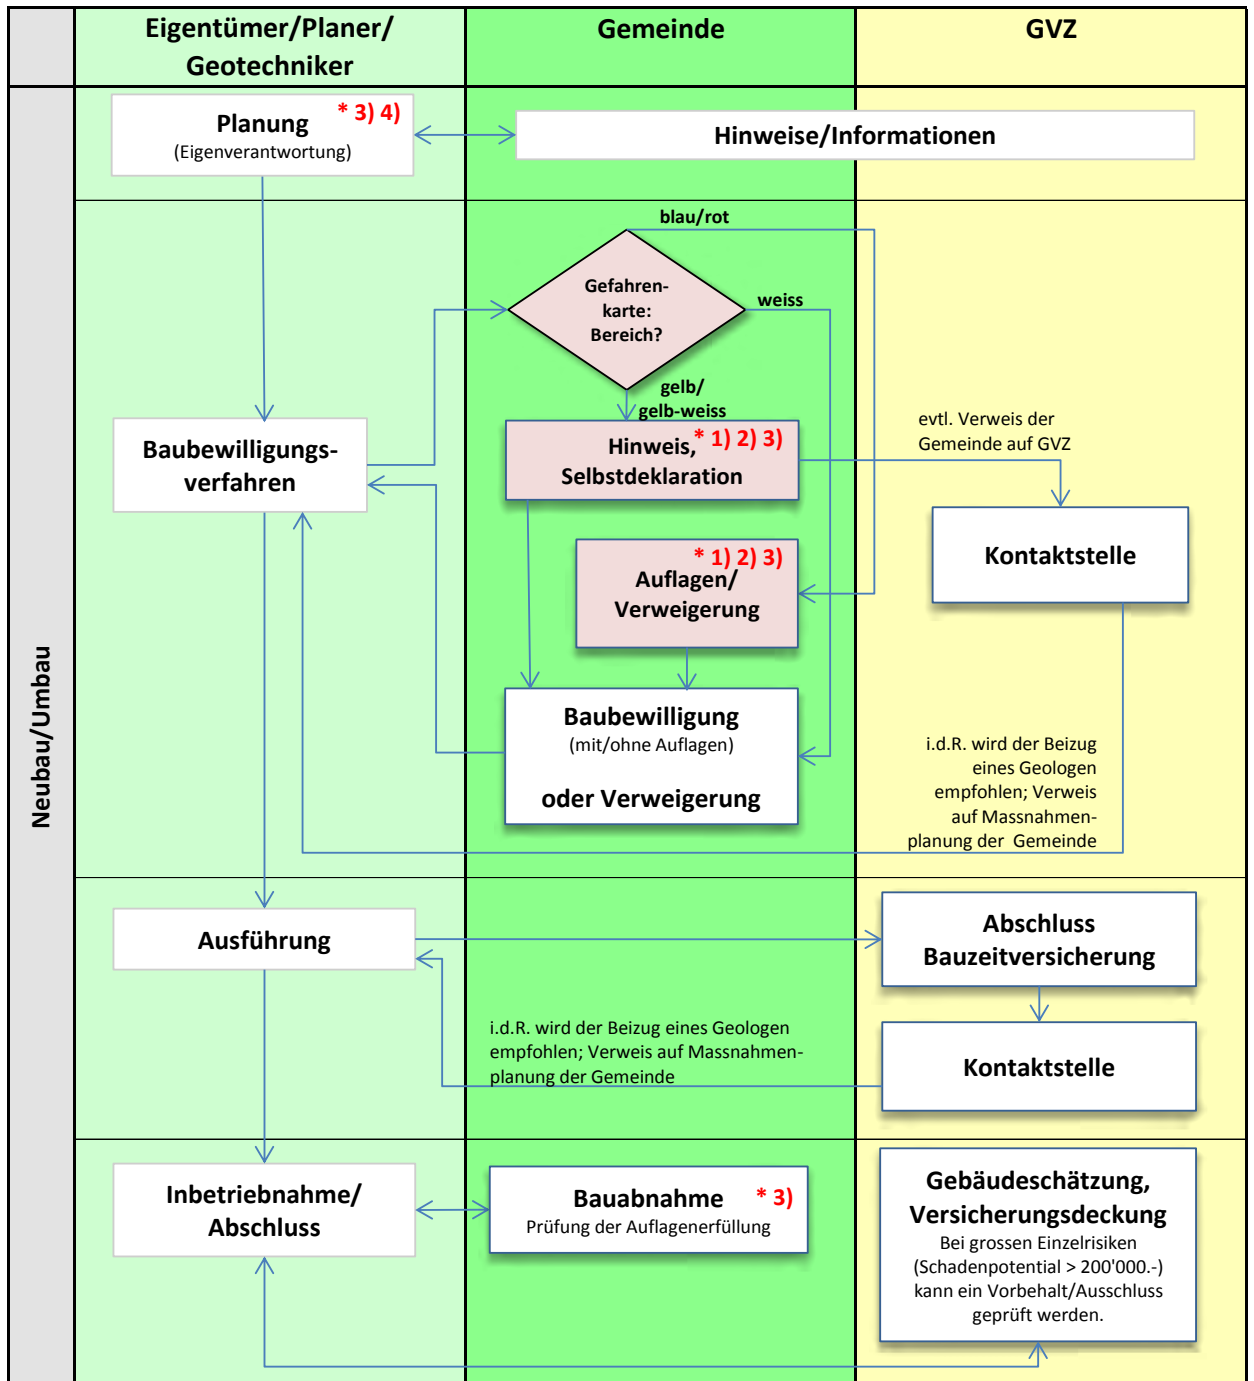 Eigentümer/Planer/
Geotechniker
Gemeinde
GVZ
Neubau/Umbau
* 3) 4)
Planung
(Eigenverantwortung)
Hinweise/Informationen
blau/rot
Gefahren-
karte:
Bereich?
weiss
gelb/
gelb-weiss
Baubewilligungs-
verfahren
* 1) 2) 3)
Hinweis,
Selbstdeklaration
evtl. Verweis der
Gemeinde auf GVZ
Kontaktstelle
* 1) 2) 3)
Auflagen/
Verweigerung
Baubewilligung
(mit/ohne Auflagen)
oder Verweigerung
i.d.R. wird der Beizug
eines Geologen
empfohlen; Verweis
auf Massnahmen-
planung der Gemeinde
Ausführung
Abschluss
Bauzeitversicherung
i.d.R. wird der Beizug eines Geologen
empfohlen; Verweis auf Massnahmen-
planung der Gemeinde
Kontaktstelle
Inbetriebnahme/
Abschluss
Bauabnahme * 3)
Prüfung der Auflagenerfüllung
Gebäudeschätzung,
Versicherungsdeckung
Bei grossen Einzelrisiken
(Schadenpotential > 200'000.-)
kann ein Vorbehalt/Ausschluss
geprüft werden.